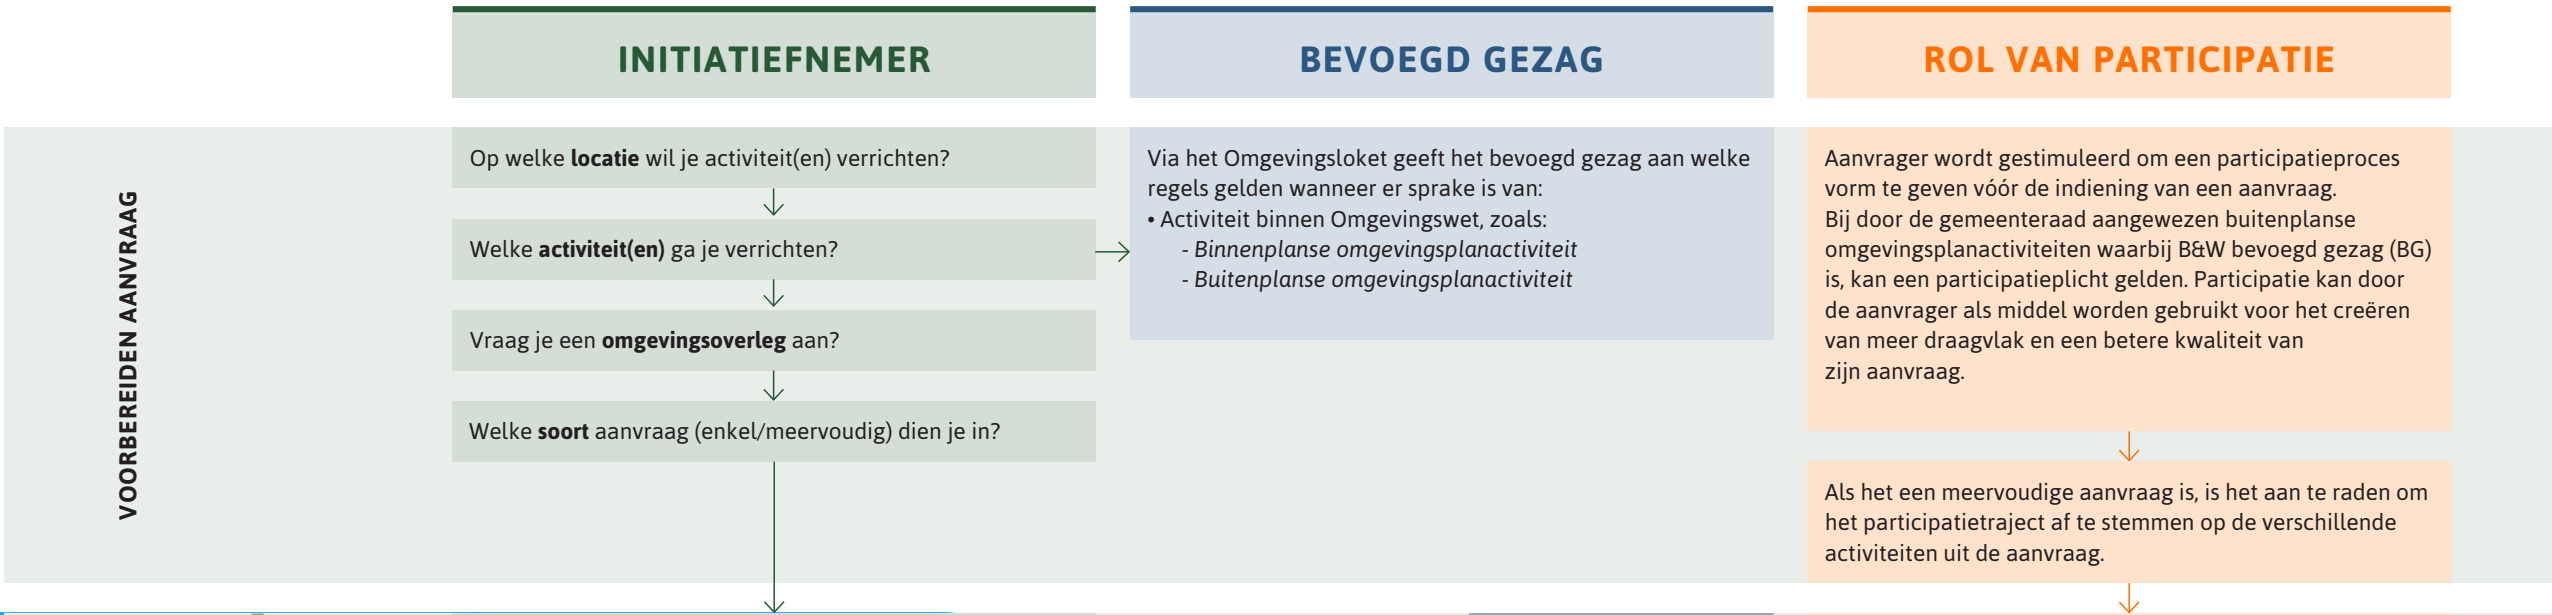 INITIATIEFNEMER
BEVOEGD GEZAG
ROL VAN PARTICIPATIE
VOORBEREIDEN AANVRAAG
Op welke locatie wil je activiteit(en) verrichten?
Welke activiteit(en) ga je verrichten?
Vraag je een omgevingsoverleg aan?
Welke soort aanvraag (enkel/meervoudig) dien je in?
Via het Omgevingsloket geeft het bevoegd gezag aan welke
regels gelden wanneer er sprake is van:
• Activiteit binnen Omgevingswet, zoals:
- Binnenplanse omgevingsplanactiviteit
- Buitenplanse omgevingsplanactiviteit
Aanvrager wordt gestimuleerd om een participatieproces
vorm te geven vóór de indiening van een aanvraag.
Bij door de gemeenteraad aangewezen buitenplanse
omgevingsplanactiviteiten waarbij B&W bevoegd gezag (BG)
is, kan een participatieplicht gelden. Participatie kan door
de aanvrager als middel worden gebruikt voor het creëren
van meer draagvlak en een betere kwaliteit van
zijn aanvraag.
Als het een meervoudige aanvraag is, is het aan te raden om
het participatietraject af te stemmen op de verschillende
activiteiten uit de aanvraag.